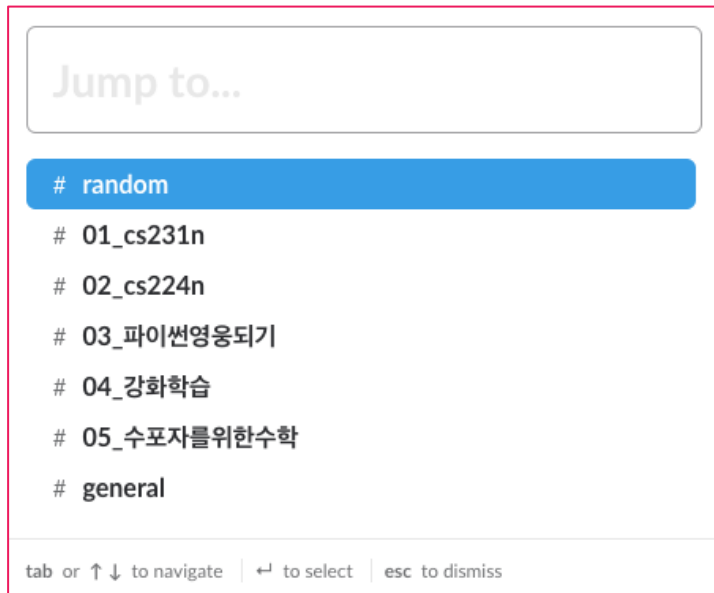 Jump to...
# random
# 01_cs231n
# 02_cs224n
# 03_파이썬영웅되기
# 04_강화학습
# 05_수포자를위한수학
# general
tab or ↑ ↓ to navigate ↵ to select esc to dismiss